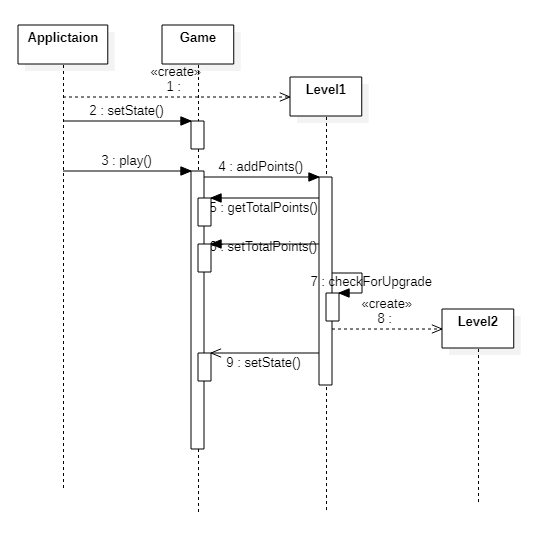 Applictaion
Game
«create»
1 :
Level1
2 : setState()
3 : play()
4 : addPoints()
5 : getTotalPoints()
6 : setTotalPoints()
7 : checkForUpgrade
«create»
8 :
Level2
9 : setState()